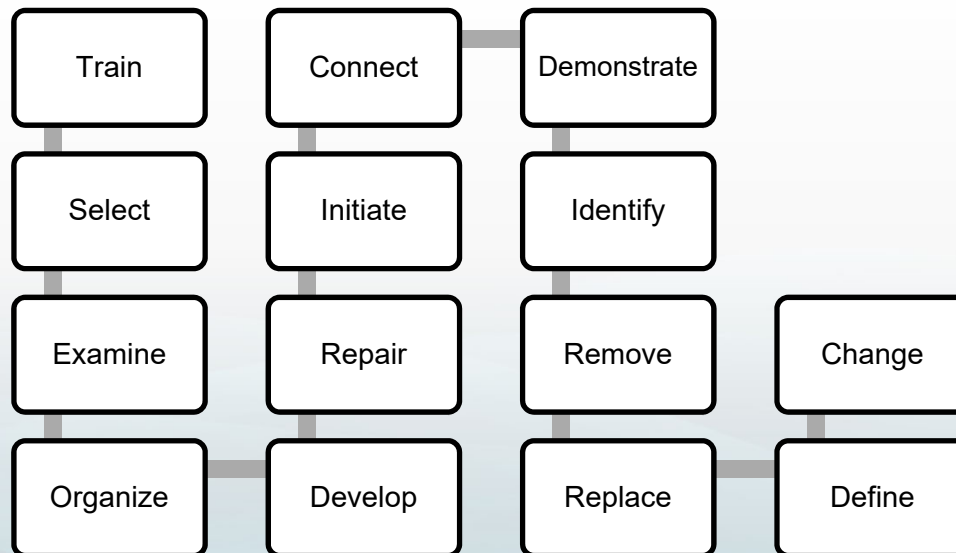 Train
Select
Examine
Organize
Develop
Repair
Initiate
Connect
Demonstrate
Identify
Remove
Replace
Define
Change